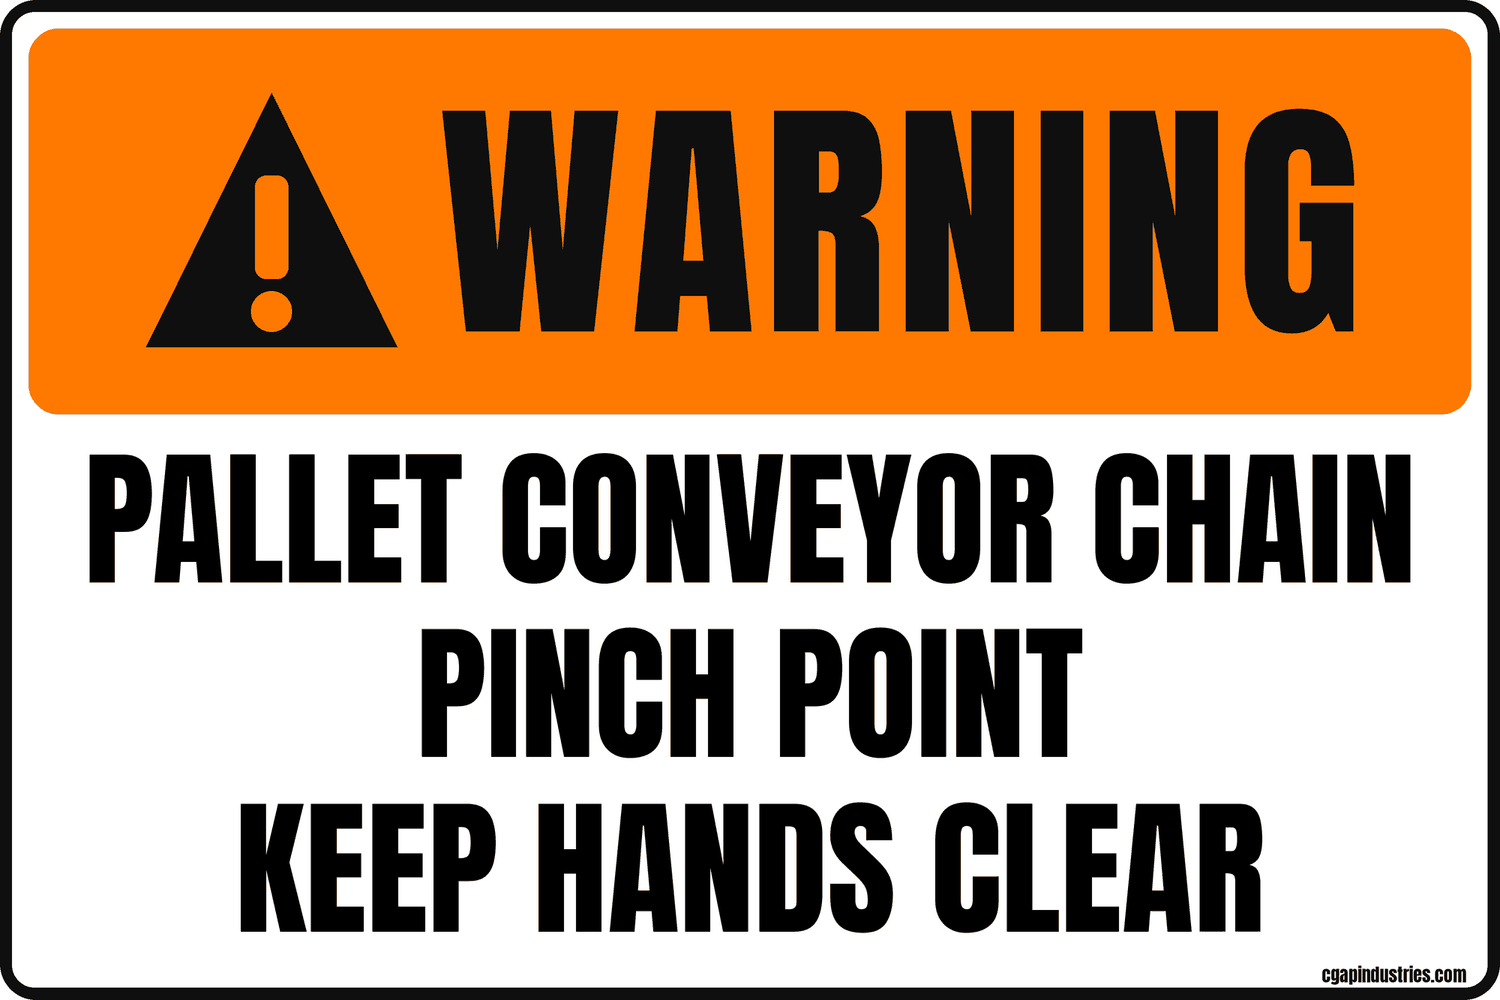 WARNING
PALLET CONVEYOR CHAIN
PINCH POINT
KEEP HANDS CLEAR
cgapindustries.com